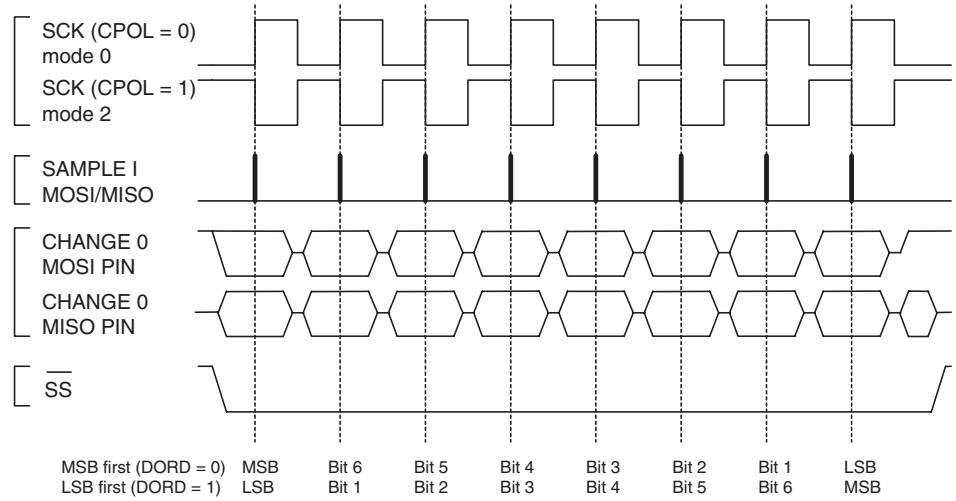 SCK (CPOL = 0)
mode 0
SCK (CPOL = 1)
mode 2
SAMPLE I
MOSI/MISO
CHANGE 0
MOSI PIN
CHANGE 0
MISO PIN
SS
MSB first (DORD = 0) MSB Bit 6 Bit 5 Bit 4 Bit 3 Bit 2 Bit 1 LSB
LSB first (DORD = 1) LSB Bit 1 Bit 2 Bit 3 Bit 4 Bit 5 Bit 6 MSB